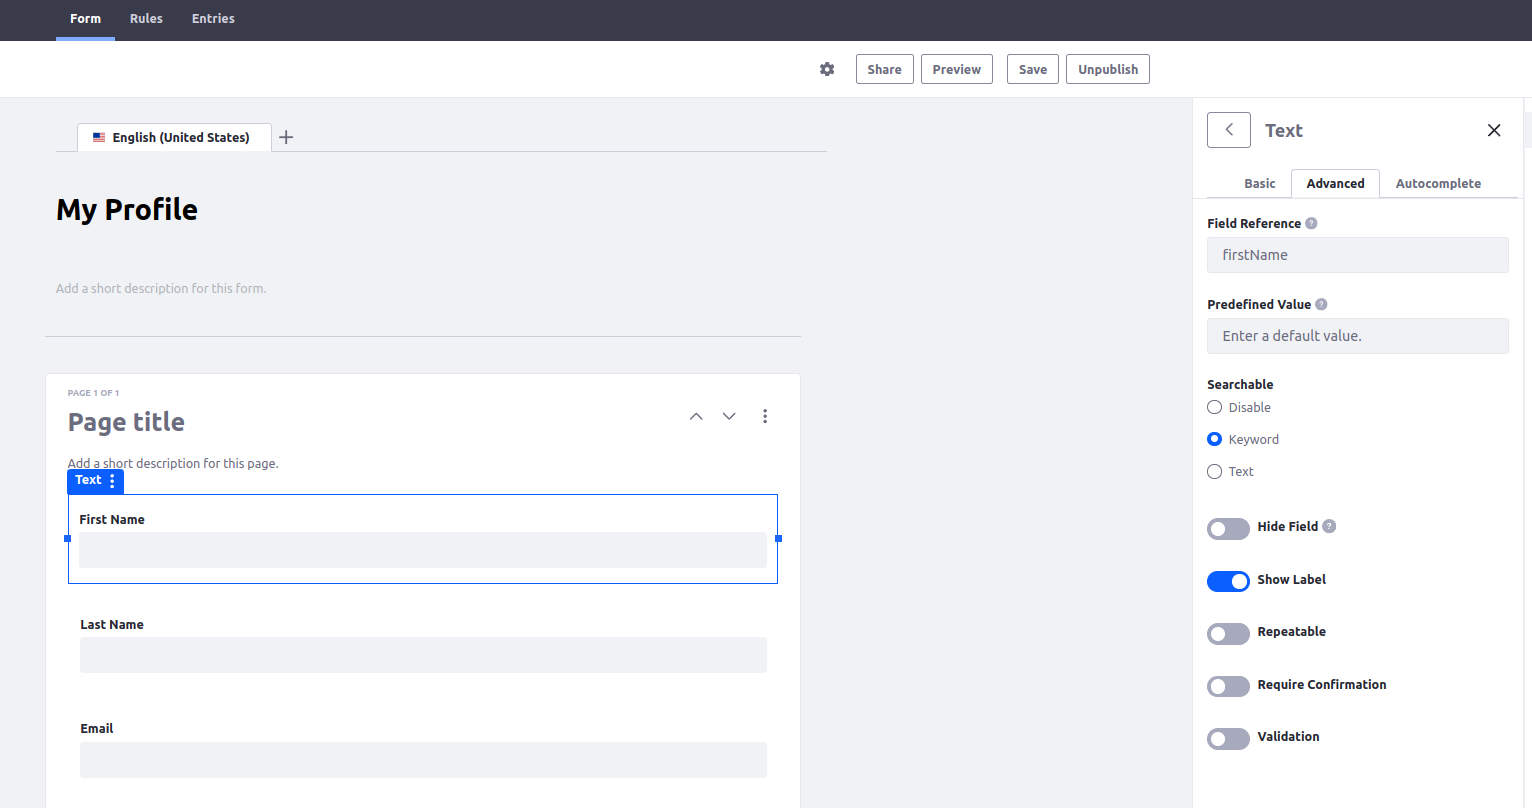 Form Rules Entries
Share Preview Save Unpublish
English (United States)
My Profile
Add a short description for this form.
PAGE 1 OF 1
Page title
Add a short description for this page.
Text
First Name
Last Name
Email
Text
Basic Advanced Autocomplete
Field Reference ?
firstName
Predefined Value ?
Enter a default value.
Searchable
Disable
Keyword
Text
Hide Field ?
Show Label
Repeatable
Require Confirmation
Validation